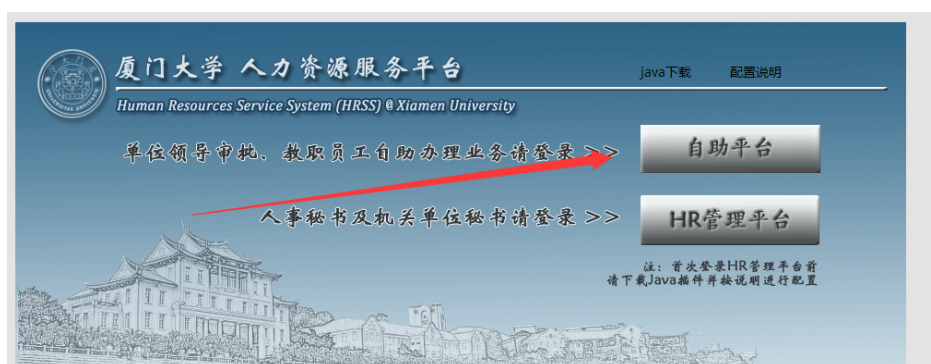 厦门大学 人力资源服务平台
java下载 配置说明
Human Resources Service System (HRSS) @ Xiamen University
单位领导审批、教职员工自助办理业务请登录 >>
自助平台
人事秘书及机关单位秘书请登录 >>
HR管理平台
注：首次登录HR管理平台前
请下载Java插件并按说明进行配置